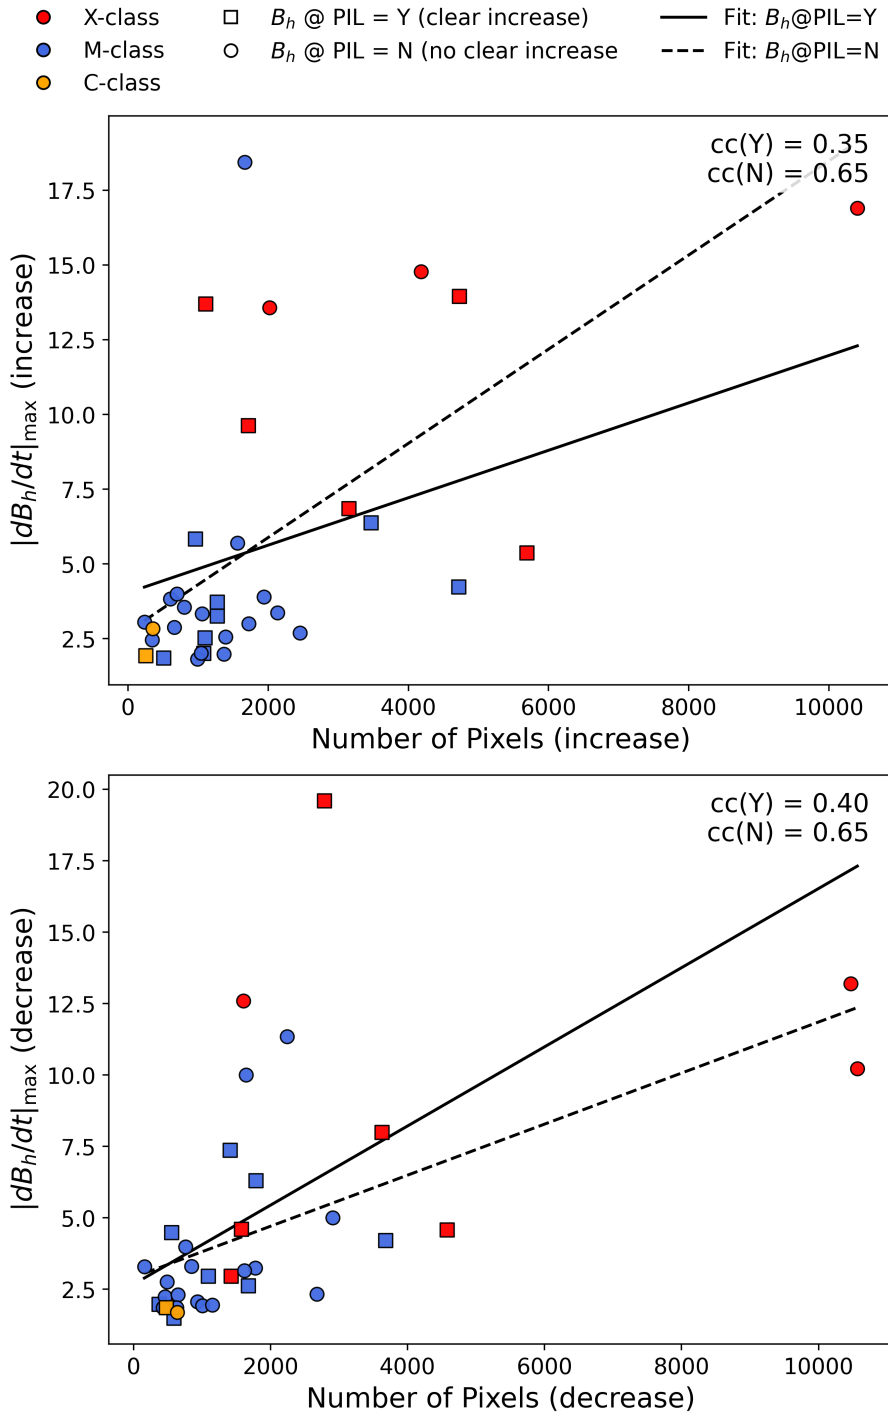 X-class
M-class
C-class
B_h @ PIL = Y (clear increase)
B_h @ PIL = N (no clear increase
Fit: B_h@PIL=Y
Fit: B_h@PIL=N
cc(Y) = 0.35
cc(N) = 0.65
17.5
15.0
12.5
10.0
7.5
5.0
2.5
|dB_h/dt|_max (increase)
0 2000 4000 6000 8000 10000
Number of Pixels (increase)
cc(Y) = 0.40
cc(N) = 0.65
20.0
17.5
15.0
12.5
10.0
7.5
5.0
2.5
|dB_h/dt|_max (decrease)
0 2000 4000 6000 8000 10000
Number of Pixels (decrease)